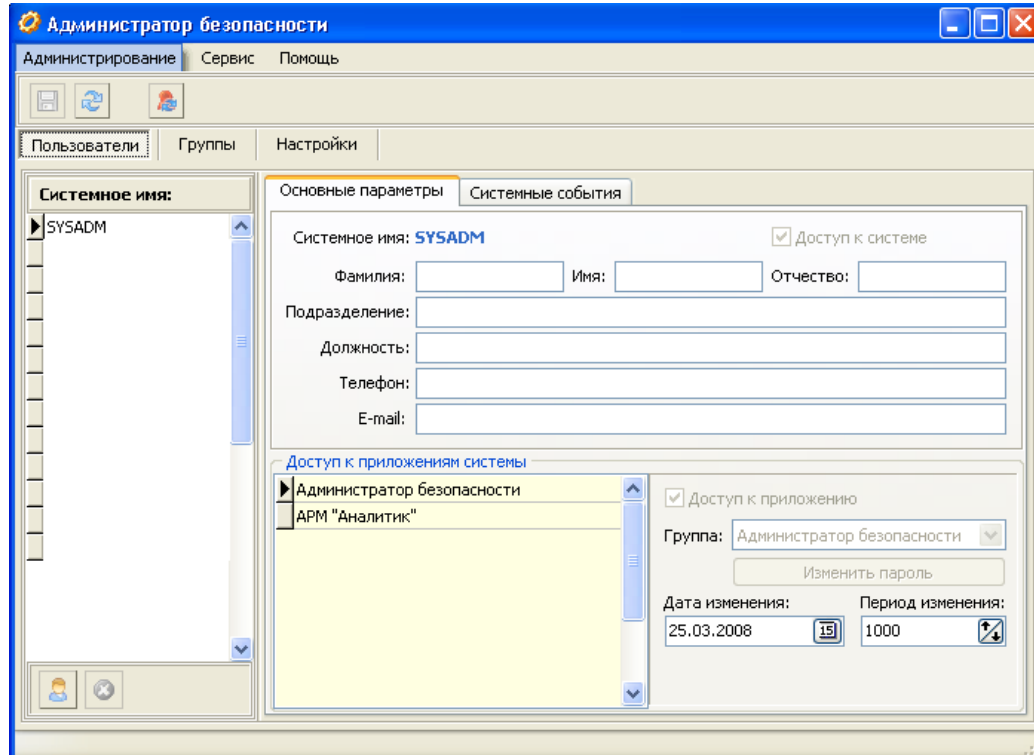 Администратор безопасности
Администрирование Сервис Помощь
Пользователи Группы Настройки
Системное имя:
SYSADM
Основные параметры Системные события
Системное имя: SYSADM Доступ к системе
Фамилия: Имя: Отчество:
Подразделение:
Должность:
Телефон:
E-mail:
Доступ к приложениям системы
Администратор безопасности
АРМ "Аналитик"
Доступ к приложению
Группа: Администратор безопасности
Изменить пароль
Дата изменения: Период изменения:
25.03.2008 15 1000